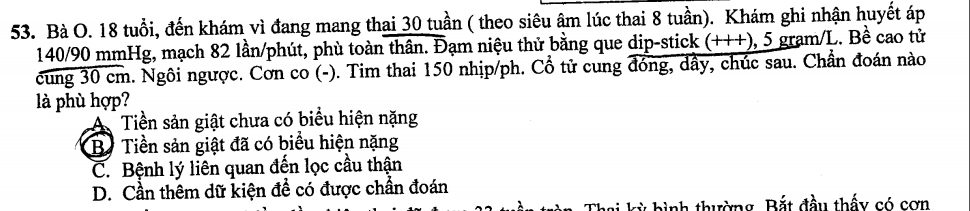 53. Bà O. 18 tuổi, đến khám vì đang mang thai 30 tuần ( theo siêu âm lúc thai 8 tuần). Khám ghi nhận huyết áp
140/90 mmHg, mạch 82 lần/phút, phù toàn thân. Đạm niệu thử bằng que dip-stick (+++), 5 gram/L. Bề cao tử
cung 30 cm. Ngôi ngược. Cơn co (-). Tim thai 150 nhịp/ph. Cổ tử cung đóng, dầy, chúc sau. Chẩn đoán nào
là phù hợp?
A. Tiền sản giật chưa có biểu hiện nặng
B. Tiền sản giật đã có biểu hiện nặng
C. Bệnh lý liên quan đến lọc cầu thận
D. Cần thêm dữ kiện để có được chẩn đoán
Thai kỳ bình thường. Bắt đầu thấy có cơn